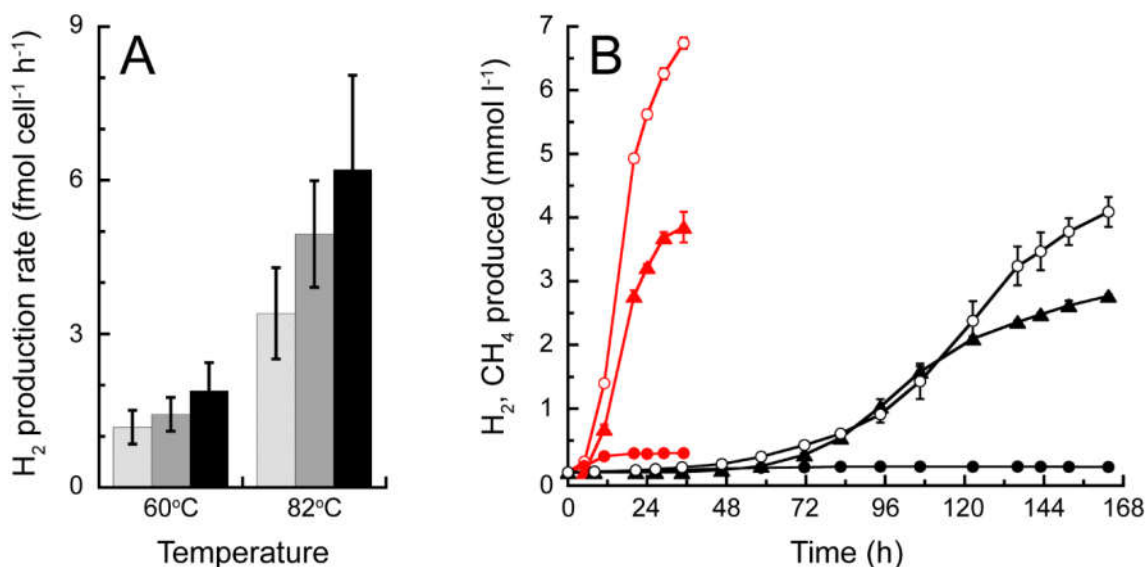 A
H₂ production rate (fmol cell⁻¹ h⁻¹)
9
6
3
0
60°C
82°C
Temperature
B
H₂, CH₄ produced (mmol l⁻¹)
7
6
5
4
3
2
1
0
0
24
48
72
96
120
144
168
Time (h)